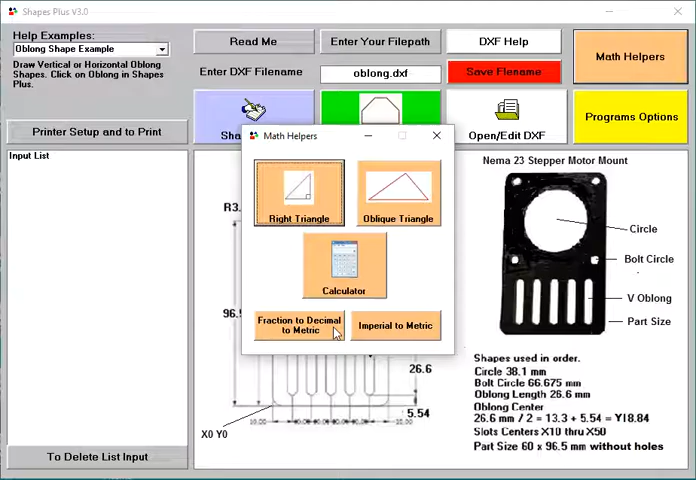 Shapes Plus V3.0
Help Examples:
Oblong Shape Example
Draw Vertical or Horizontal Oblong
Shapes. Click on Oblong in Shapes
Plus.
Read Me
Enter Your Filepath
DXF Help
Math Helpers
Enter DXF Filename
oblong.dxf
Save Flename
Printer Setup and to Print
Open/Edit DXF
Programs Options
Input List
Math Helpers
Right Triangle
Oblique Triangle
Calculator
Fraction to Decimal
to Metric
Imperial to Metric
Nema 23 Stepper Motor Mount
Circle
Bolt Circle
V Oblong
Part Size
26.6
5.54
X0 Y0
10.00
10.00
Shapes used in order.
Circle 38.1 mm
Bolt Circle 66.675 mm
Oblong Length 26.6 mm
Oblong Center
26.6 mm / 2 = 13.3 + 5.54 = Y18.84
Slots Centers X10 thru X50
Part Size 60 x 96.5 mm without holes
To Delete List Input